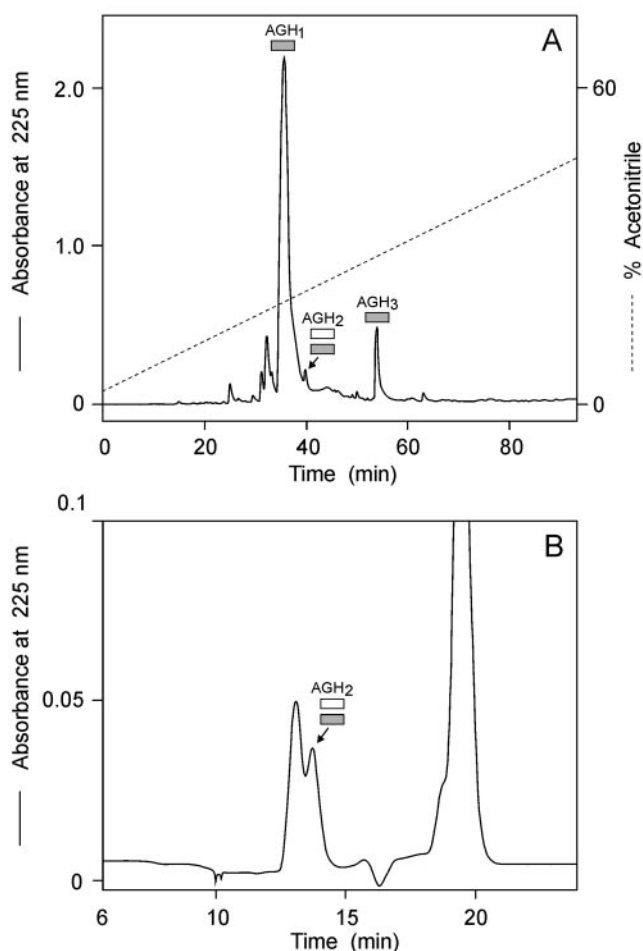 A
AGH1
2.0
60
Absorbance at 225 nm
% Acetonitrile
1.0
AGH3
AGH2
0
0
0 20 40 60 80
Time (min)
0.1
B
Absorbance at 225 nm
AGH2
0.05
0
6 10 15 20
Time (min)